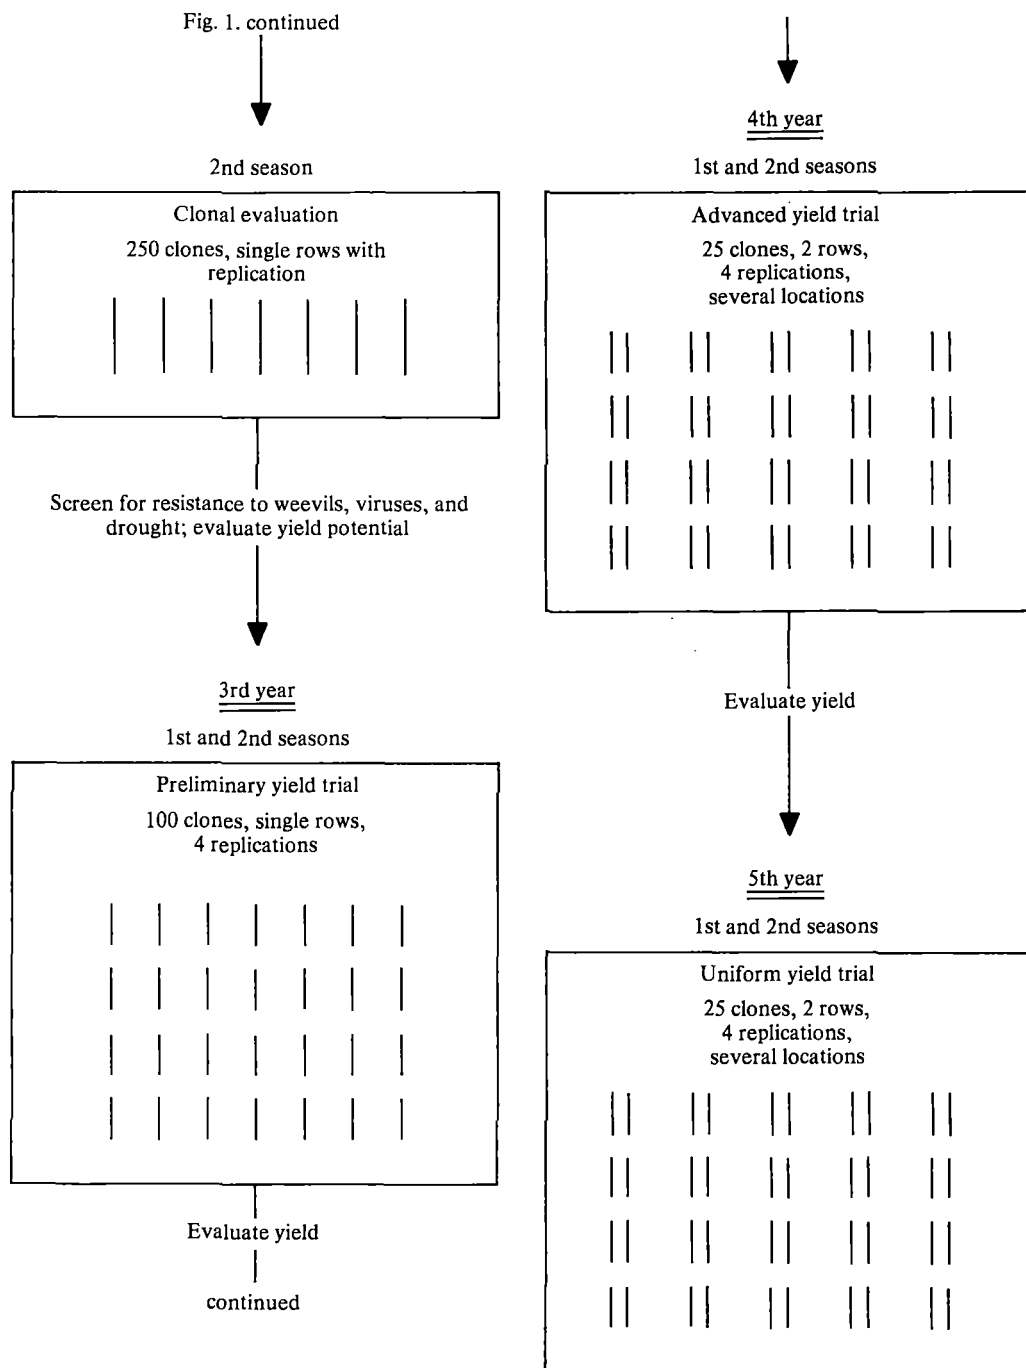 Fig. 1. continued
2nd season
Clonal evaluation
250 clones, single rows with
replication
Screen for resistance to weevils, viruses, and
drought; evaluate yield potential
3rd year
1st and 2nd seasons
Preliminary yield trial
100 clones, single rows,
4 replications
Evaluate yield
continued
4th year
1st and 2nd seasons
Advanced yield trial
25 clones, 2 rows,
4 replications,
several locations
Evaluate yield
5th year
1st and 2nd seasons
Uniform yield trial
25 clones, 2 rows,
4 replications,
several locations